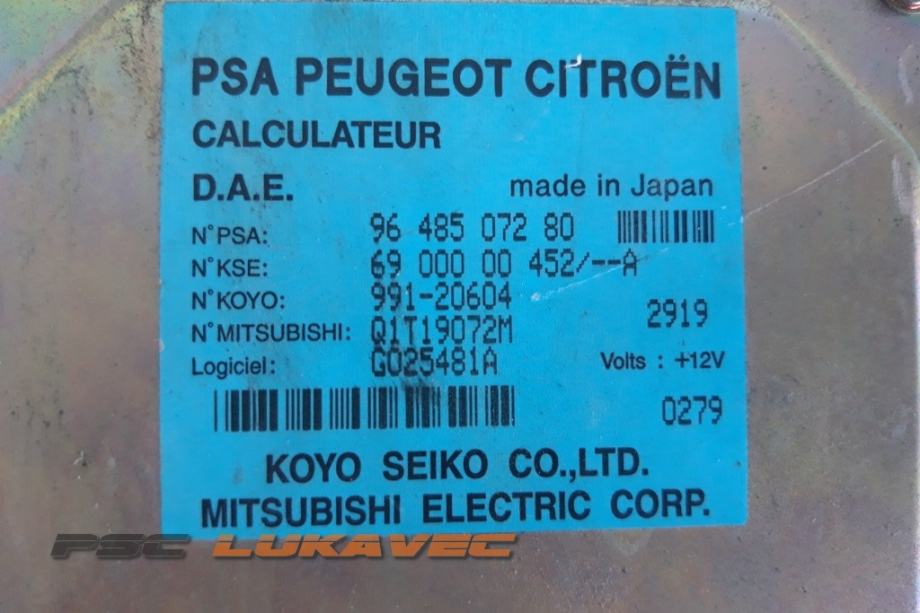 PSA PEUGEOT CITROËN
CALCULATEUR
D.A.E. made in Japan
N°PSA: 96 485 072 80
N°KSE: 69 000 00 452/--A
N°KOYO: 991-20604
2919
N°MITSUBISHI: Q1T19072M
Logiciel: G025481A Volts : +12V
0279
KOYO SEIKO CO.,LTD.
MITSUBISHI ELECTRIC CORP.
PSC LUKAVEC